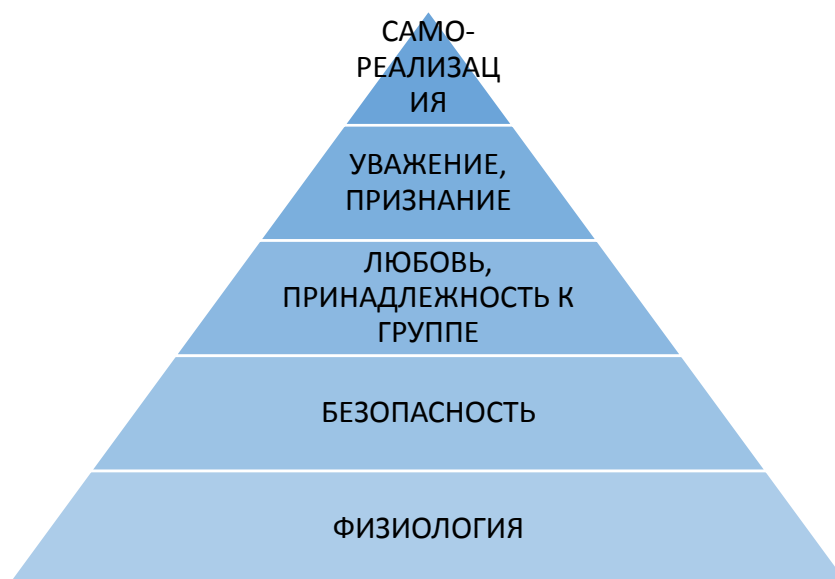 САМО-
РЕАЛИЗАЦ
ИЯ
УВАЖЕНИЕ,
ПРИЗНАНИЕ
ЛЮБОВЬ,
ПРИНАДЛЕЖНОСТЬ К
ГРУППЕ
БЕЗОПАСНОСТЬ
ФИЗИОЛОГИЯ